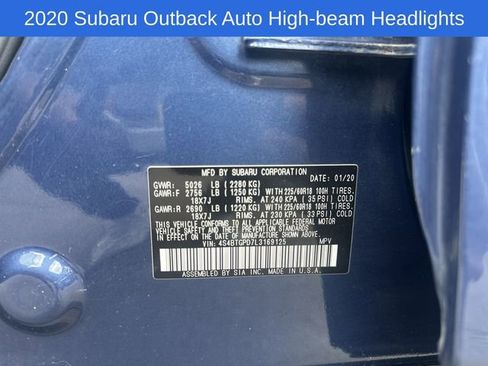 2020 Subaru Outback Auto High-beam Headlights
MFD BY SUBARU CORPORATION 01/20
GVWR: 5026 LB (2280 KG)
GAWR:F 2756 LB (1250 KG) WITH 225/60R18 100H TIRES.
18X7J RIMS. AT 240 KPA ( 35 PSI) COLD
GAWR:R 2690 LB (1220 KG) WITH 225/60R18 100H TIRES.
18X7J RIMS. AT 230 KPA ( 33 PSI) COLD
THIS VEHICLE CONFORMS TO ALL APPLICABLE FEDERAL MOTOR
VEHICLE SAFETY AND THEFT PREVENTION STANDARDS IN EFFECT
ON THE DATE OF MANUFACTURE SHOWN ABOVE.
VIN: 4S4BTGPD7L3169125 MPV
ASSEMBLED BY SIA INC. MADE IN U.S.A.